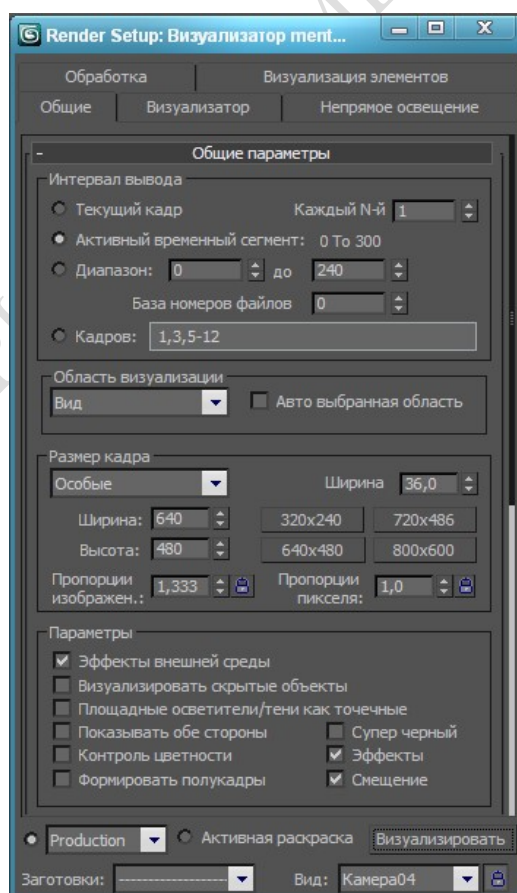 Render Setup: Визуализатор ment...
Обработка Визуализация элементов
Общие Визуализатор Непрямое освещение
- Общие параметры
Интервал вывода
Текущий кадр Каждый N-й 1
Активный временный сегмент: 0 To 300
Диапазон: 0 до 240
База номеров файлов 0
Кадров: 1,3,5-12
Область визуализации
Вид Авто выбранная область
Размер кадра
Особые Ширина 36,0
Ширина: 640 320x240 720x486
Высота: 480 640x480 800x600
Пропорции изображен.: 1,333 Пропорции пикселя: 1,0
Параметры
Эффекты внешней среды
Визуализировать скрытые объекты
Площадные осветители/тени как точечные
Показывать обе стороны Супер черный
Контроль цветности Эффекты
Формировать полукадры Смещение
Production Активная раскраска Визуализировать
Заготовки: Вид: Камера04